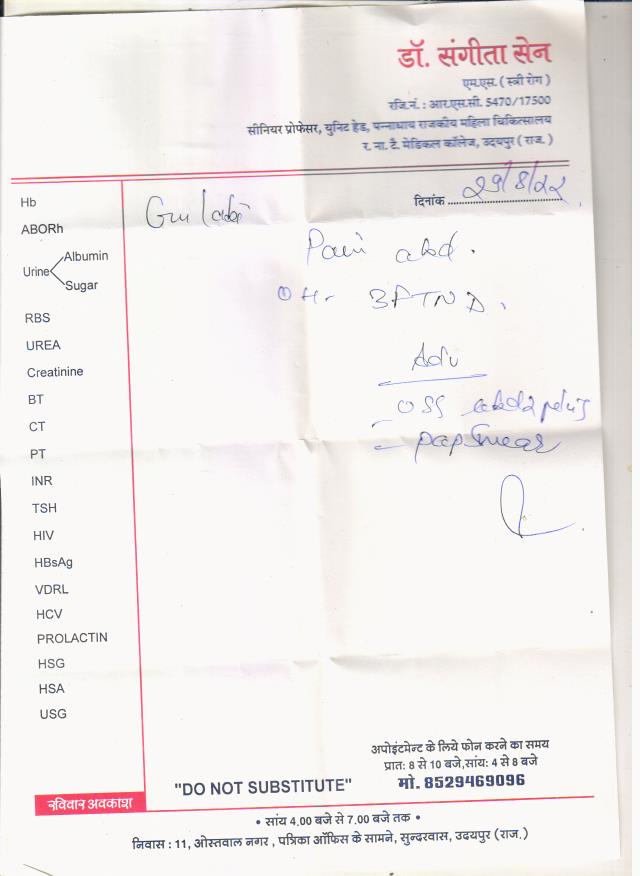 डॉ. संगीता सेन
एम.एस. ( स्त्री रोग )
रजि.नं. : आर.एस.सी. 5470/17500
सीनियर प्रोफेसर, युनिट हेड, पन्नाधाय राजकीय महिला चिकित्सालय
र. ना. टै. मेडिकल कॉलेज, उदयपुर ( राज. )
दिनांक 29/8/22
Hb
ABORh
Urine
Albumin
Sugar
RBS
UREA
Creatinine
BT
CT
PT
INR
TSH
HIV
HBsAg
VDRL
HCV
PROLACTIN
HSG
HSA
USG
Gulabi
Pain abd.
3FTND.
Adv
abd & pelvis
- pap smear
अपोइंटमेन्ट के लिये फोन करने का समय
प्रात: 8 से 10 बजे,सांय: 4 से 8 बजे
"DO NOT SUBSTITUTE" मो. 8529469096
रविवार अवकाश
• सांय 4.00 बजे से 7.00 बजे तक •
निवास : 11, ओस्तवाल नगर , पत्रिका ऑफिस के सामने, सुन्दरवास, उदयपुर (राज.)